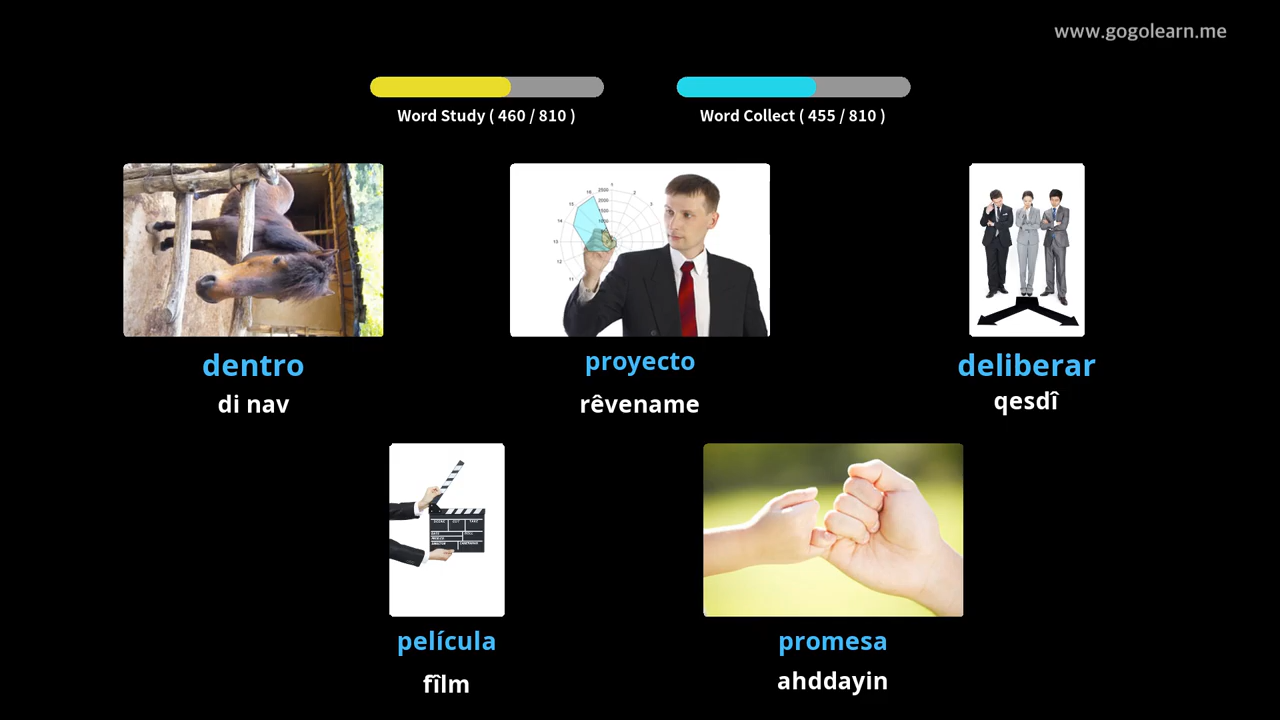 www.gogolearn.me
Word Study ( 460 / 810 )
Word Collect ( 455 / 810 )
dentro
di nav
proyecto
rêvename
deliberar
qesdî
película
fîlm
promesa
ahddayin